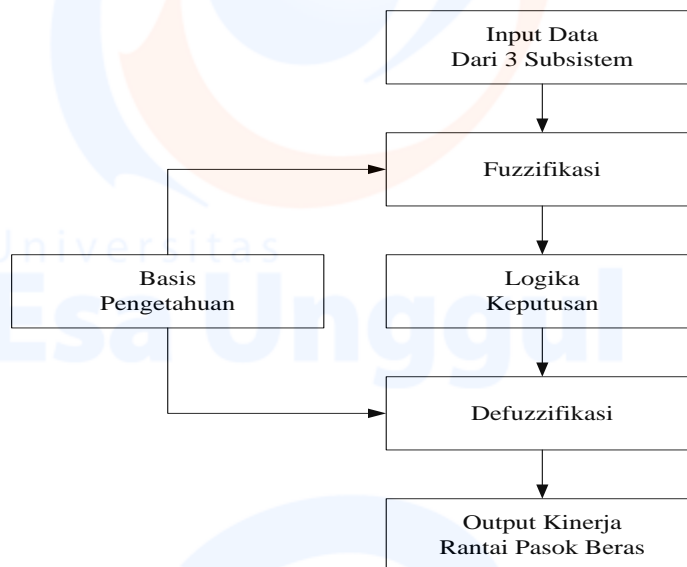 Input Data
Dari 3 Subsistem
Fuzzifikasi
Universitas
Esa Unggul
Basis
Pengetahuan
Logika
Keputusan
Defuzzifikasi
Output Kinerja
Rantai Pasok Beras